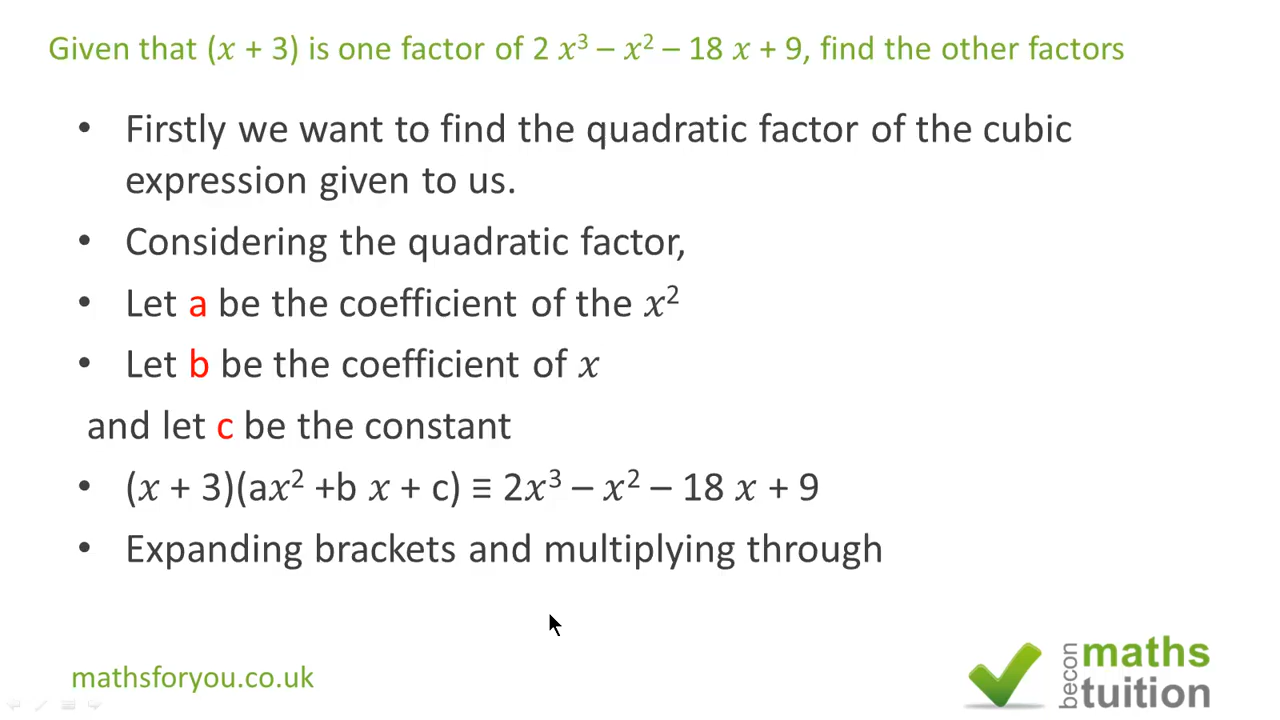 Given that (x + 3) is one factor of 2 x³ – x² – 18 x + 9, find the other factors
• Firstly we want to find the quadratic factor of the cubic
expression given to us.
• Considering the quadratic factor,
• Let a be the coefficient of the x²
• Let b be the coefficient of x
and let c be the constant
• (x + 3)(ax² +b x + c) ≡ 2x³ – x² – 18 x + 9
• Expanding brackets and multiplying through
mathsforyou.co.uk
becon
maths
tuition